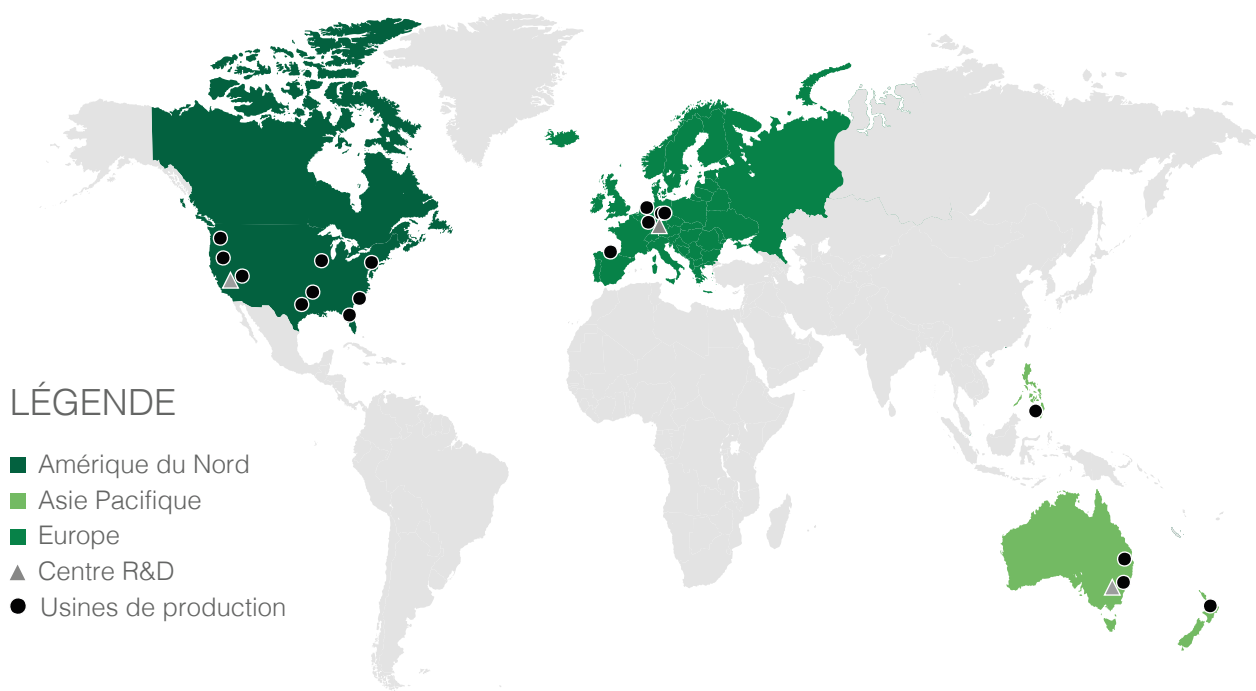 LÉGENDE
Amérique du Nord
Asie Pacifique
Europe
Centre R&D
Usines de production